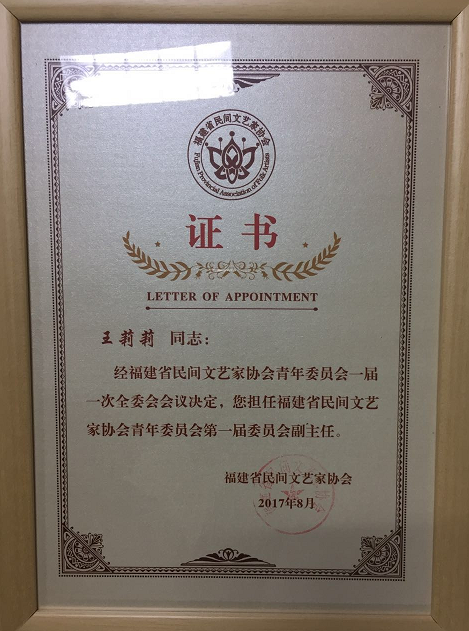 福建省民间文艺家协会
Fujian Provincial Association of Folk Artists
证书
LETTER OF APPOINTMENT
王莉莉 同志：
经福建省民间文艺家协会青年委员会一届
一次全委会会议决定，您担任福建省民间文艺
家协会青年委员会第一届委员会副主任。
福建省民间文艺家协会
2017年8月